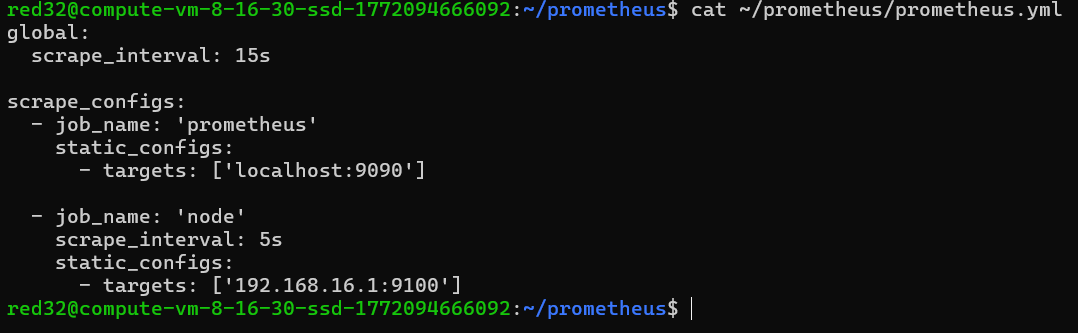 red32@compute-vm-8-16-30-ssd-1772094666092:~/prometheus$ cat ~/prometheus/prometheus.yml
global:
  scrape_interval: 15s

scrape_configs:
  - job_name: 'prometheus'
    static_configs:
      - targets: ['localhost:9090']

  - job_name: 'node'
    scrape_interval: 5s
    static_configs:
      - targets: ['192.168.16.1:9100']
red32@compute-vm-8-16-30-ssd-1772094666092:~/prometheus$